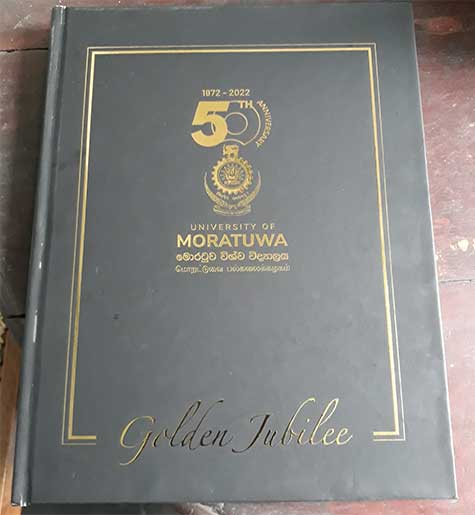 1972 - 2022
50TH
ANNIVERSARY
UNIVERSITY OF
MORATUWA
මොරටුව විශ්ව විද්‍යාලය
மொறட்டுவை பல்கலைக்கழகம்
Golden Jubilee